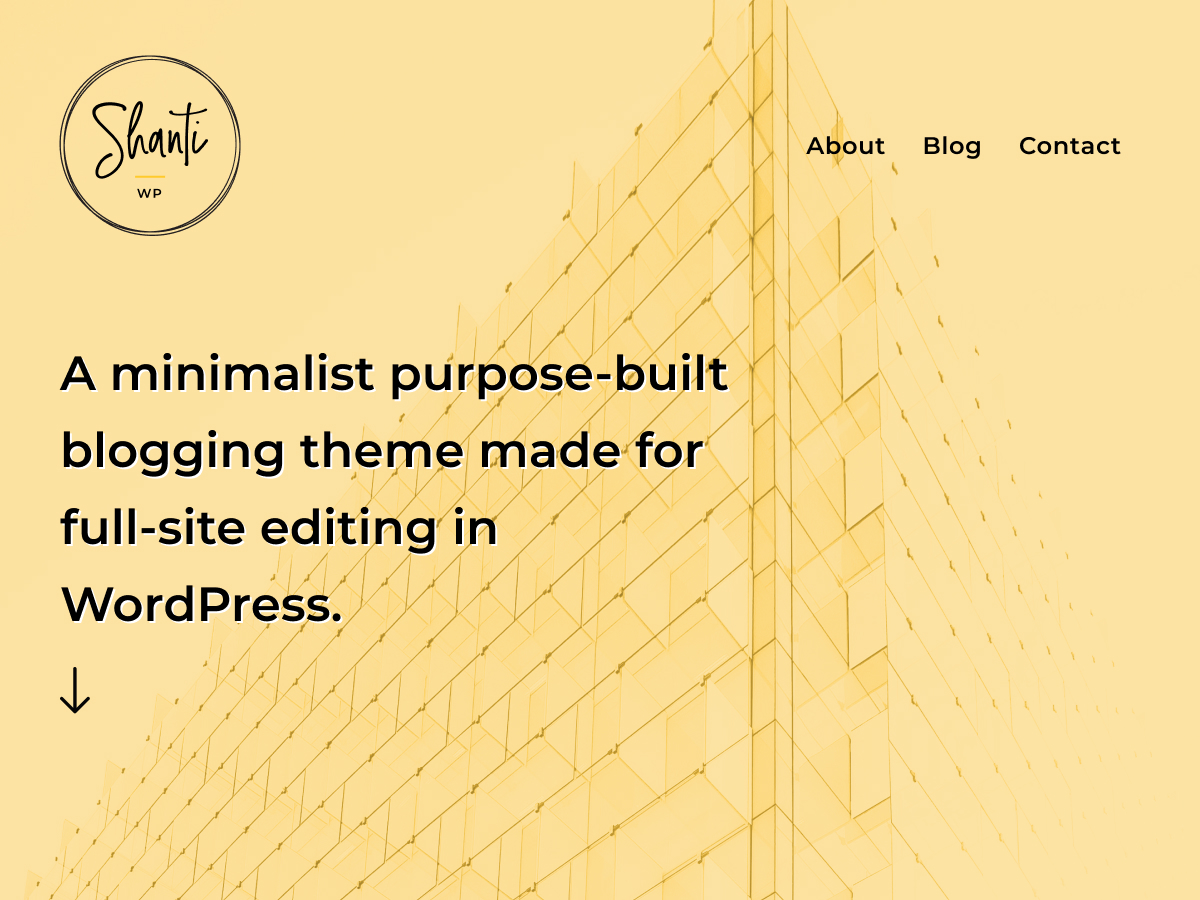 Shanti
WP
About Blog Contact
A minimalist purpose-built
blogging theme made for
full-site editing in
WordPress.